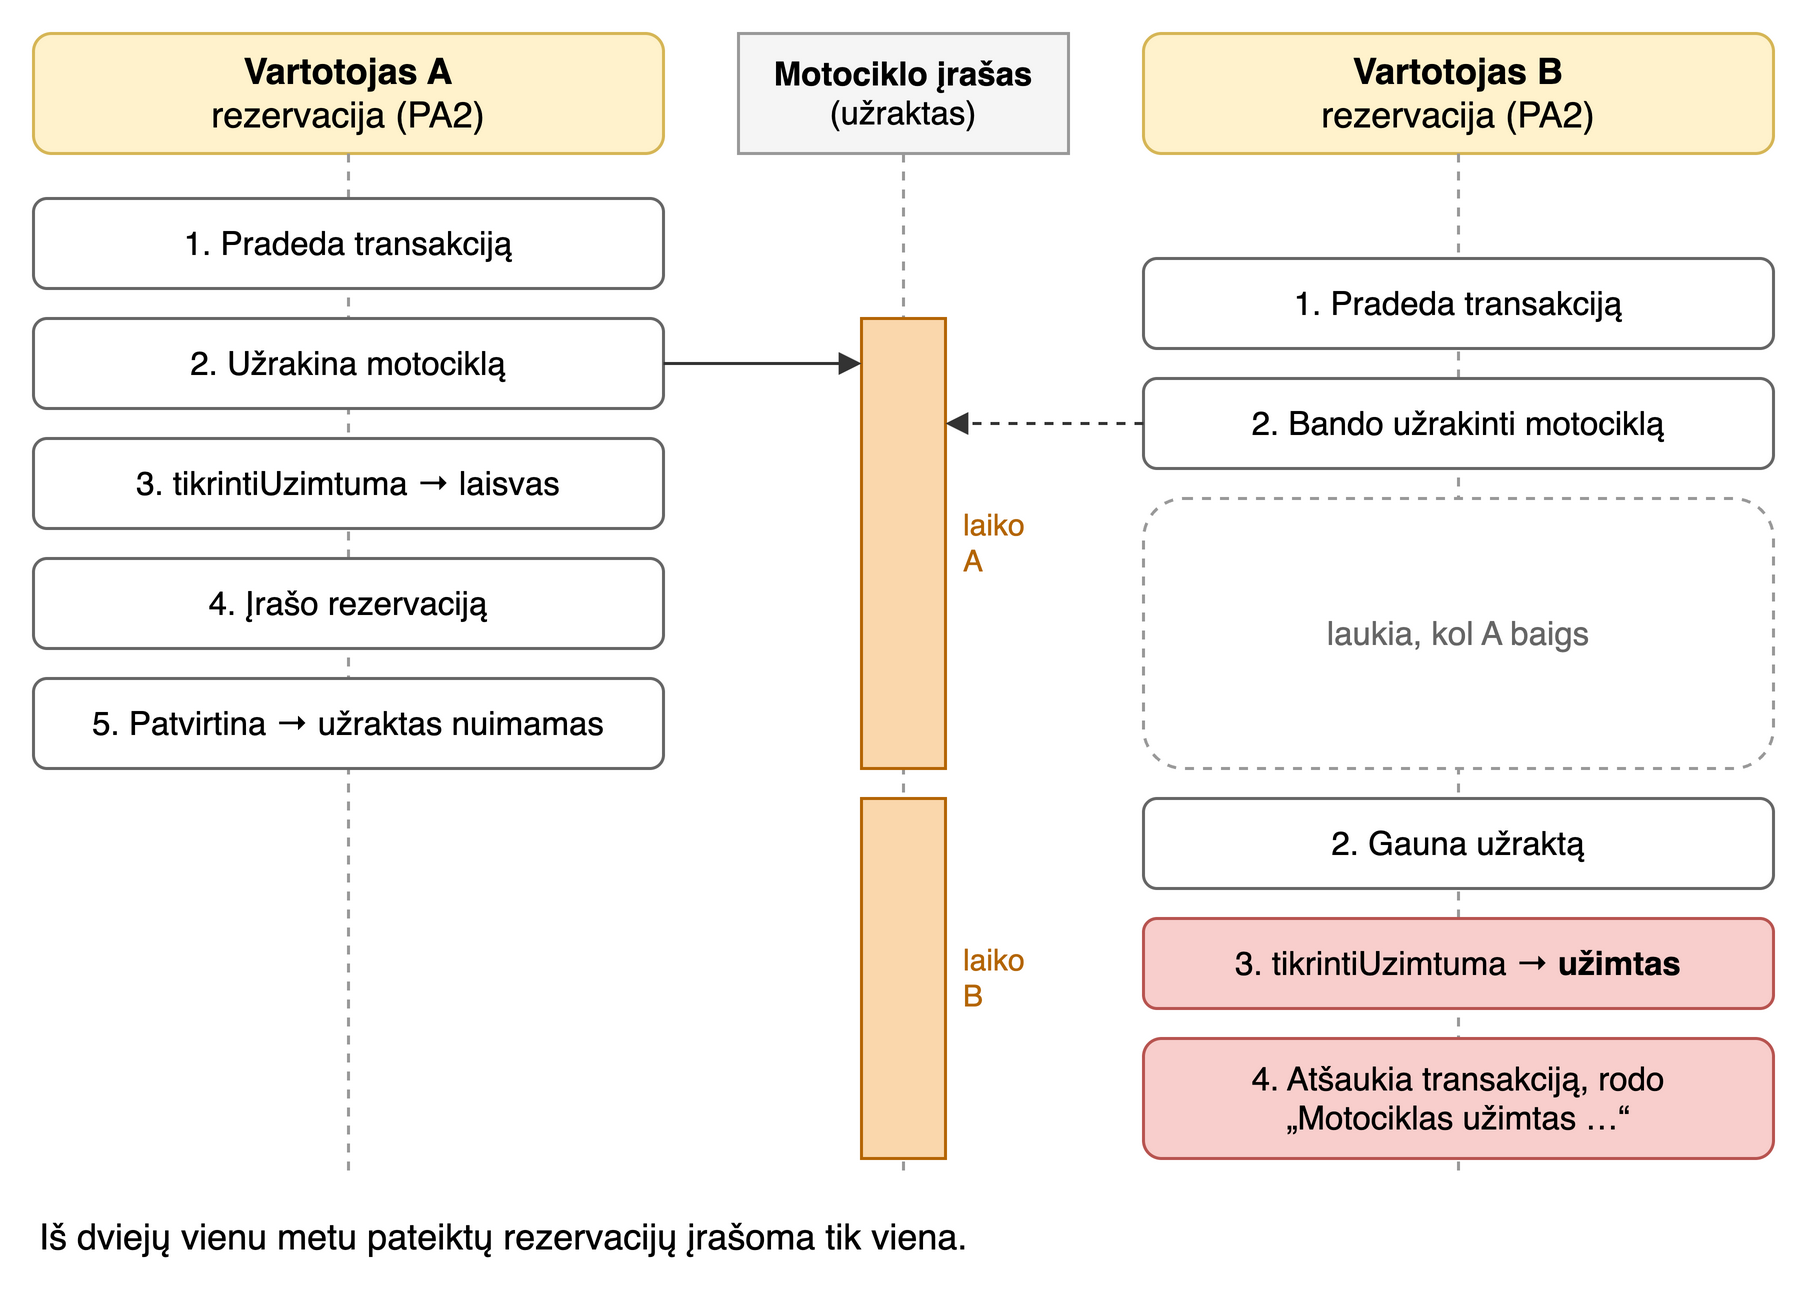 Vartotojas A
rezervacija (PA2)
Motociklo įrašas
(užraktas)
Vartotojas B
rezervacija (PA2)
1. Pradeda transakciją
1. Pradeda transakciją
2. Užrakina motociklą
2. Bando užrakinti motociklą
3. tikrintiUzimtuma → laisvas
laiko
A
4. Įrašo rezervaciją
laukia, kol A baigs
5. Patvirtina → užraktas nuimamas
2. Gauna užraktą
3. tikrintiUzimtuma → užimtas
laiko
B
4. Atšaukia transakciją, rodo
„Motociklas užimtas …“
Iš dviejų vienu metu pateiktų rezervacijų įrašoma tik viena.